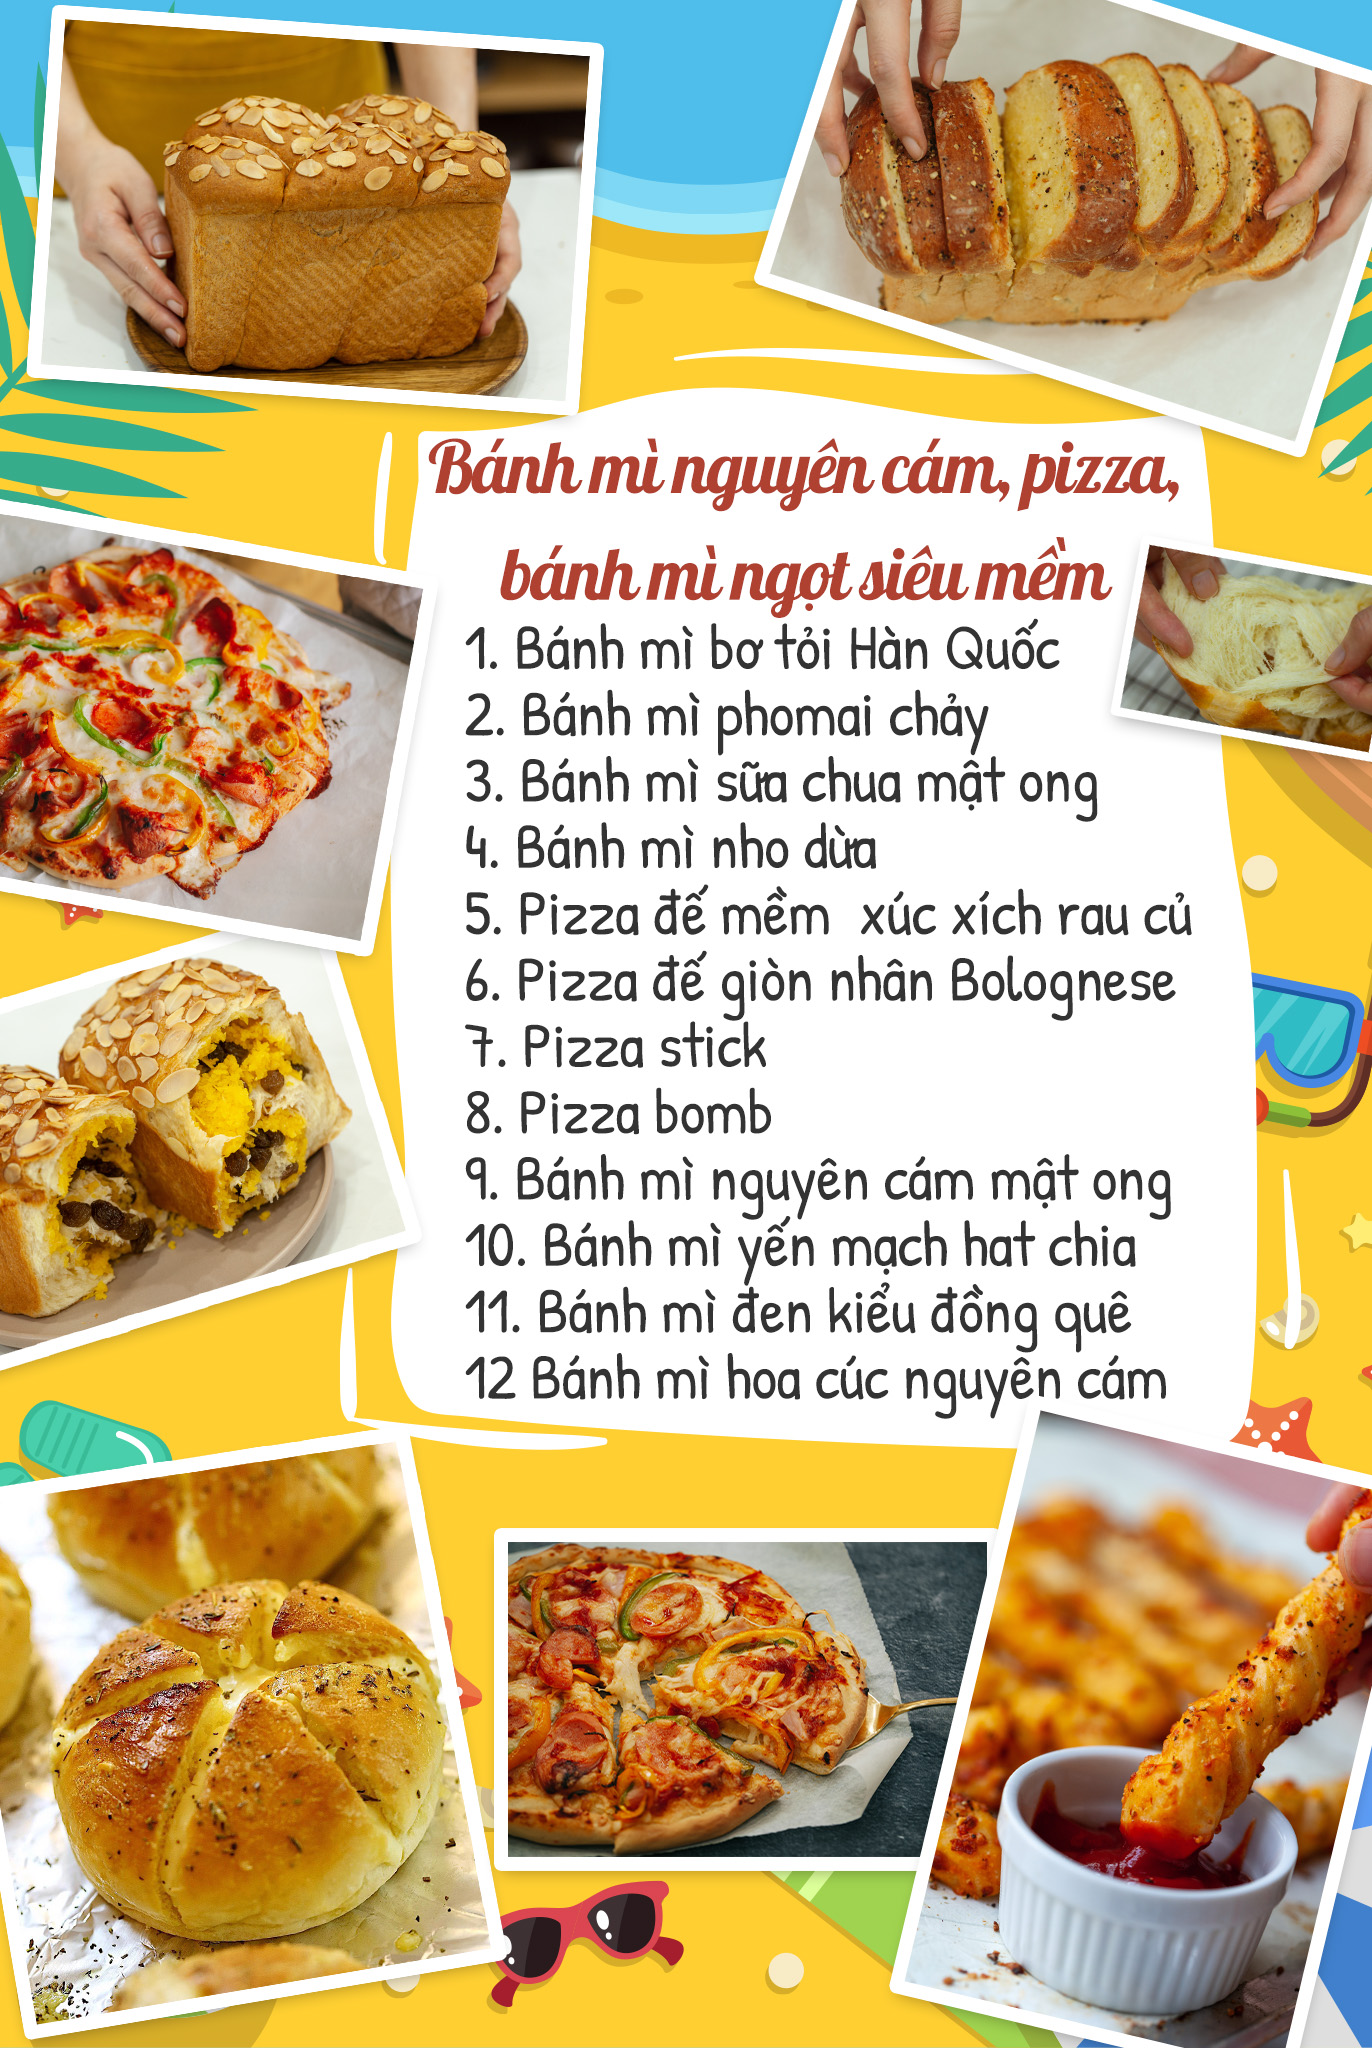 Bánh mì nguyên cám, pizza,
bánh mì ngọt siêu mềm
1. Bánh mì bơ tỏi Hàn Quốc
2. Bánh mì phomai chảy
3. Bánh mì sữa chua mật ong
4. Bánh mì nho dừa
5. Pizza đế mềm xúc xích rau củ
6. Pizza đế giòn nhân Bolognese
7. Pizza stick
8. Pizza bomb
9. Bánh mì nguyên cám mật ong
10. Bánh mì yến mạch hat chia
11. Bánh mì đen kiểu đồng quê
12 Bánh mì hoa cúc nguyên cám